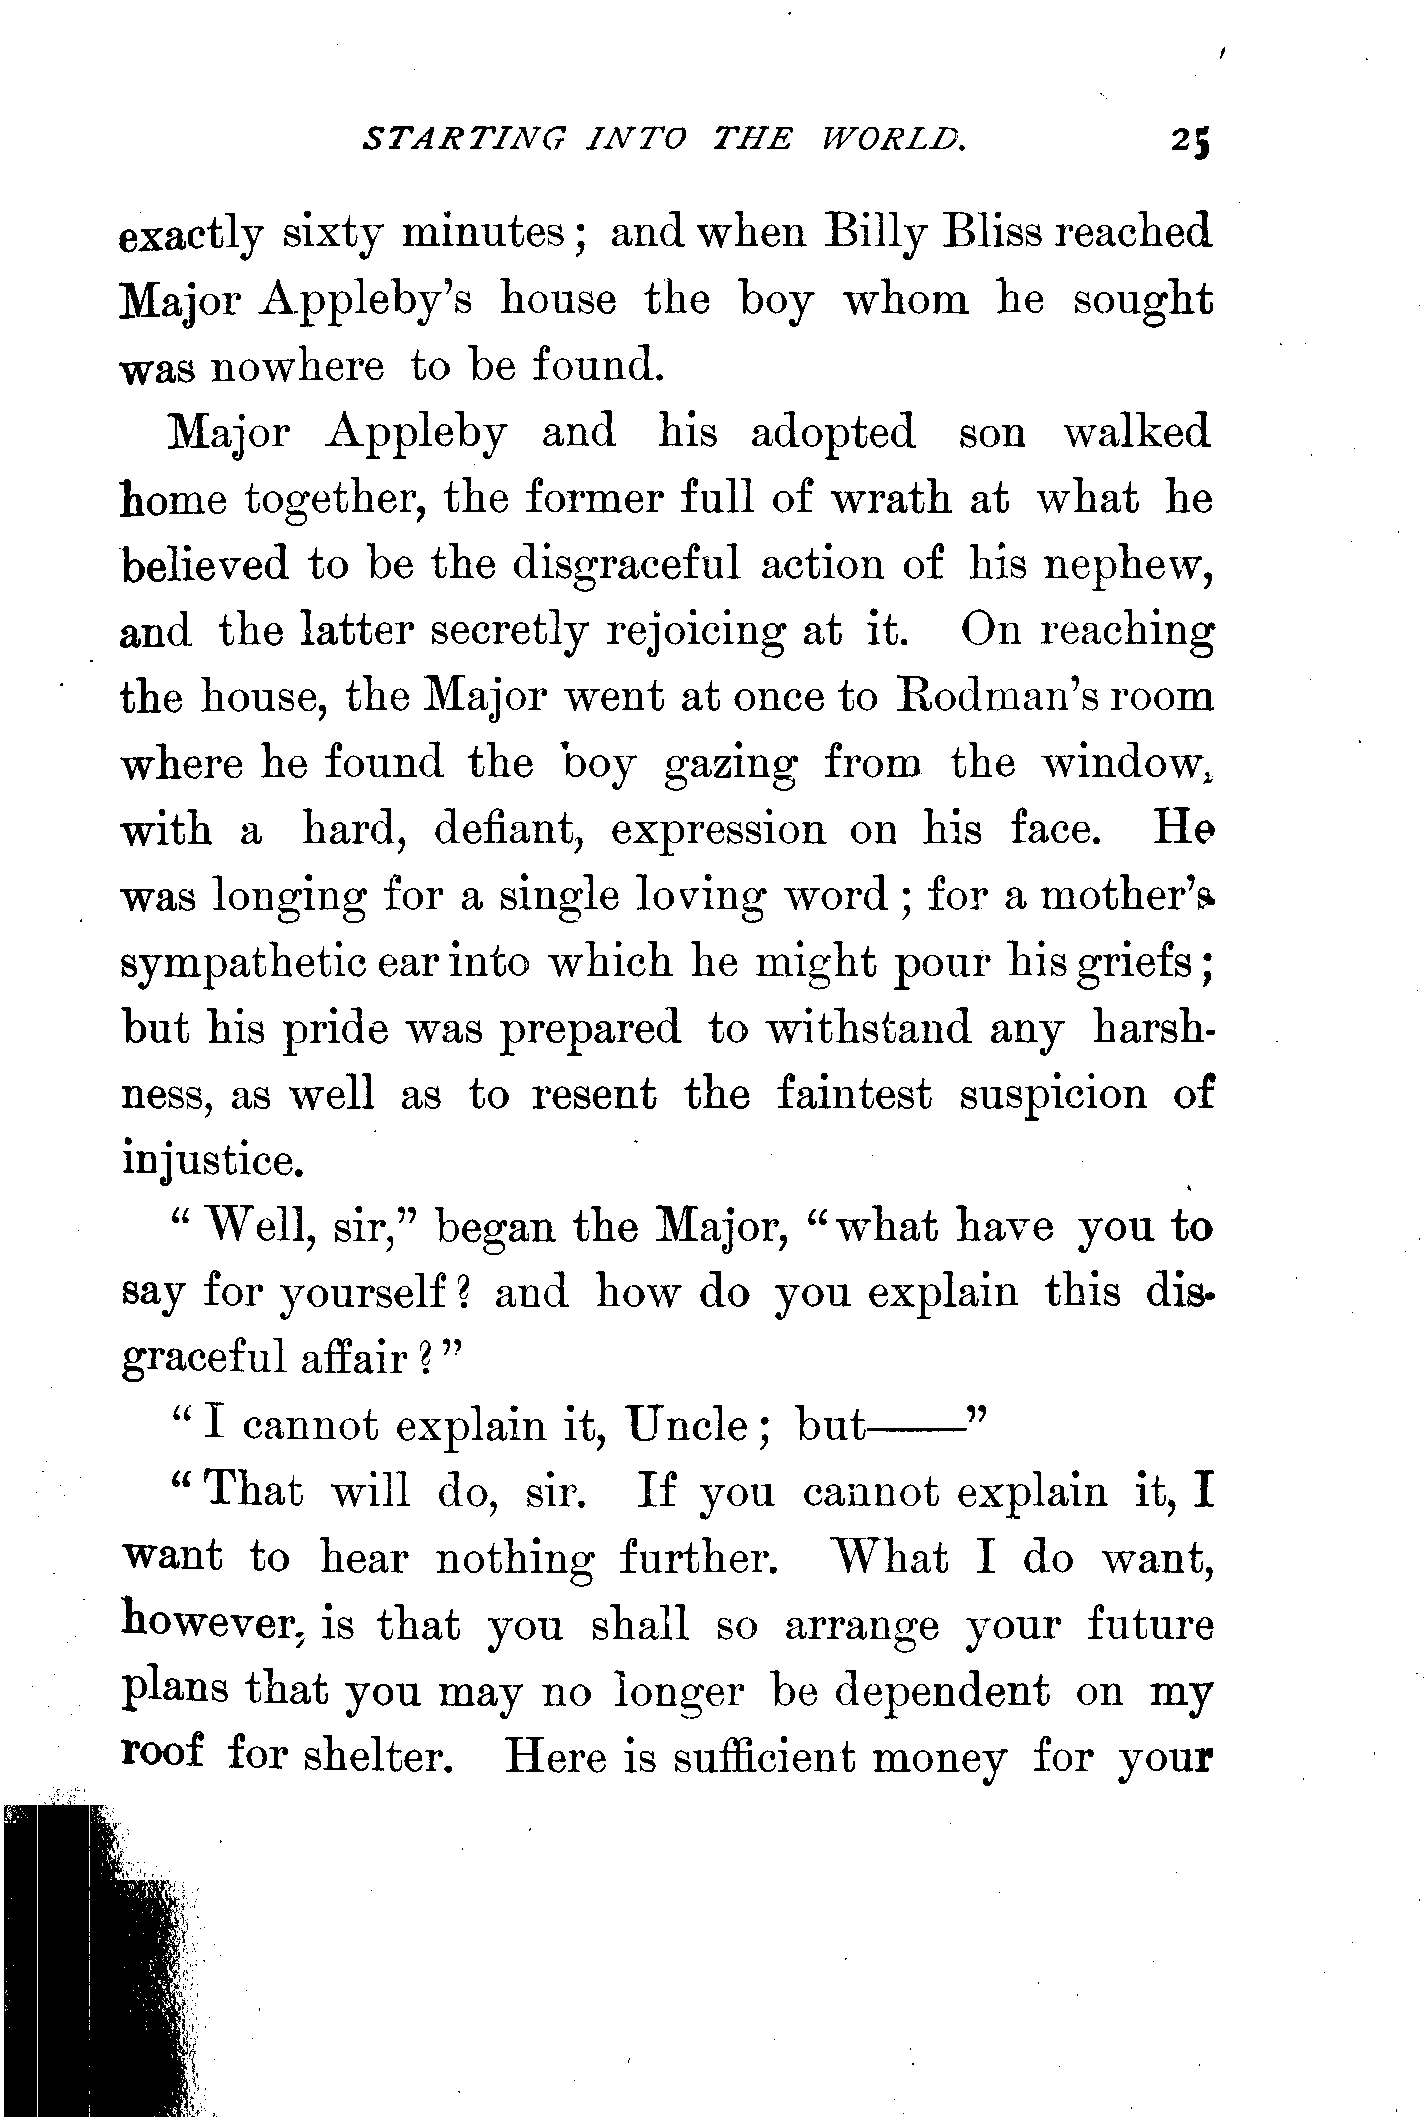 STARTING INTO THE WORLD. 25
exactly sixty minutes; and when Billy Bliss reached
Major Appleby's house the boy whom he sought
was nowhere to be found.
Major Appleby and his adopted son walked
home together, the former full of wrath at what he
believed to be the disgraceful action of his nephew,
and the latter secretly rejoicing at it. On reaching
the house, the Major went at once to Rodman's room
where he found the boy gazing from the window,
with a hard, defiant, expression on his face. He
was longing for a single loving word; for a mother's
sympathetic ear into which he might pour his griefs;
but his pride was prepared to withstand any harsh-
ness, as well as to resent the faintest suspicion of
injustice.
"Well, sir," began the Major, "what have you to
say for yourself? and how do you explain this dis-
graceful affair?"
"I cannot explain it, Uncle; but——"
"That will do, sir. If you cannot explain it, I
want to hear nothing further. What I do want,
however, is that you shall so arrange your future
plans that you may no longer be dependent on my
roof for shelter. Here is sufficient money for your